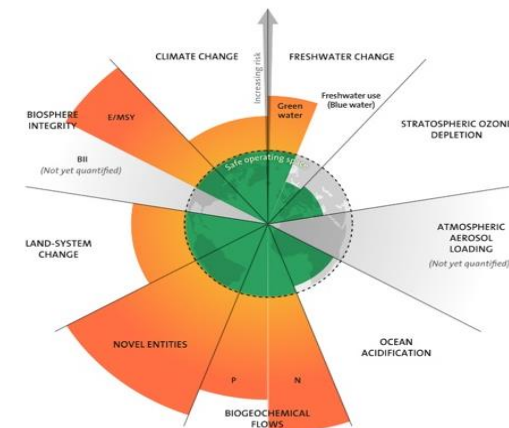 CLIMATE CHANGE
FRESHWATER CHANGE
Increasing risk
Freshwater use
(Blue water)
Green
water
BIOSPHERE
INTEGRITY
E/MSY
STRATOSPHERIC OZONE
DEPLETION
BII
(Not yet quantified)
Safe operating space
LAND-SYSTEM
CHANGE
ATMOSPHERIC
AEROSOL
LOADING
(Not yet quantified)
NOVEL ENTITIES
OCEAN
ACIDIFICATION
P
N
BIOGEOCHEMICAL
FLOWS